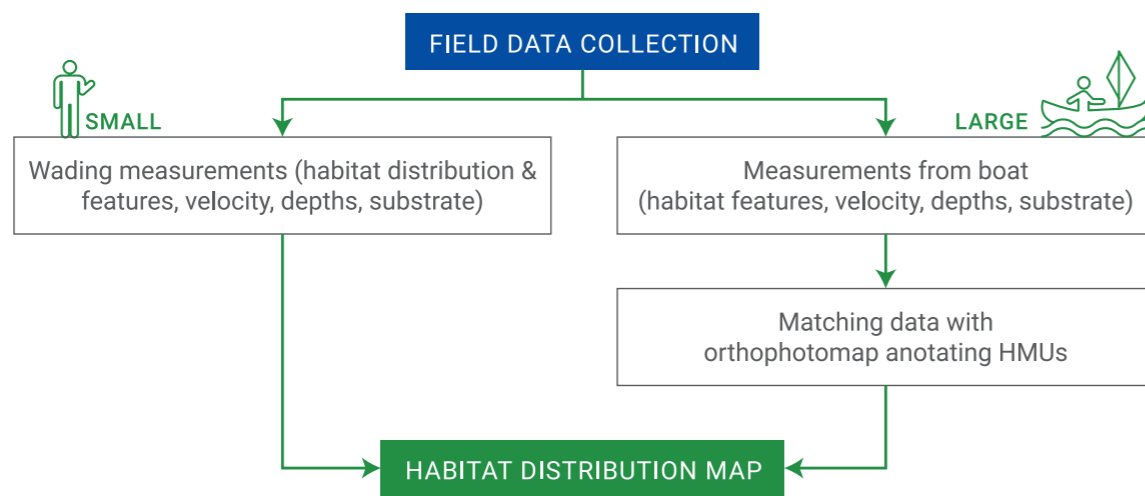 FIELD DATA COLLECTION
SMALL
Wading measurements (habitat distribution &
features, velocity, depths, substrate)
LARGE
Measurements from boat
(habitat features, velocity, depths, substrate)
Matching data with
orthophotomap anotating HMUs
HABITAT DISTRIBUTION MAP